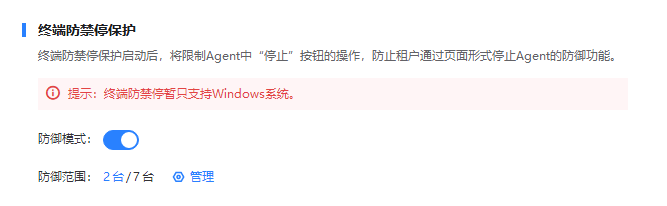 终端防禁停保护
终端防禁停保护启动后，将限制Agent中“停止”按钮的操作，防止租户通过页面形式停止Agent的防御功能。
提示：终端防禁停暂只支持Windows系统。
防御模式：
防御范围： 2 台 / 7 台 管理